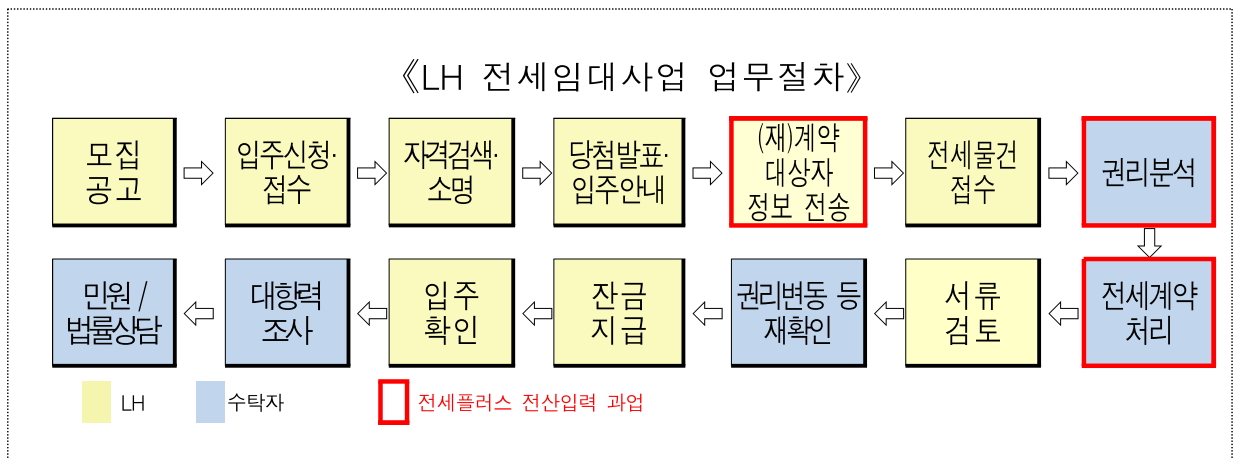 《LH 전세임대사업 업무절차》
모집
공고
입주신청·
접수
자격검색·
소명
당첨발표·
입주안내
(재)계약
대상자
정보 전송
전세물건
접수
권리분석
민원 /
법률상담
대항력
조사
입주
확인
잔금
지급
권리변동 등
재확인
서류
검토
전세계약
처리
LH
수탁자
전세플러스 전산입력 과업